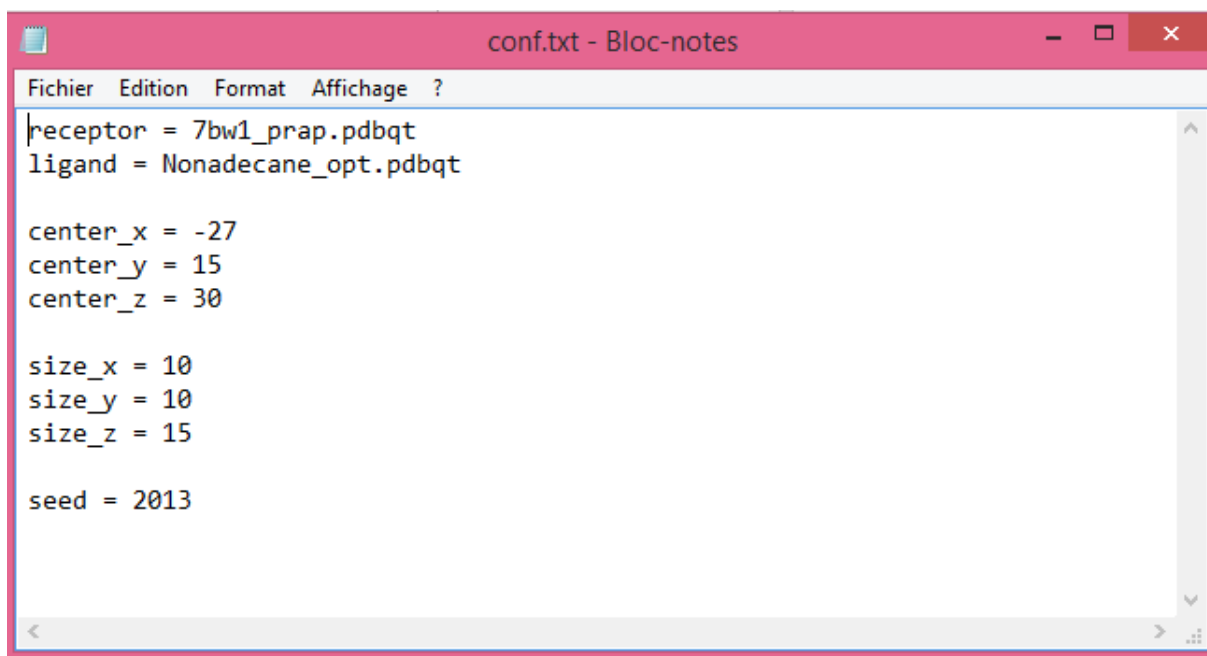 conf.txt - Bloc-notes
Fichier Edition Format Affichage ?
receptor = 7bw1_prap.pdbqt
ligand = Nonadecane_opt.pdbqt
center_x = -27
center_y = 15
center_z = 30
size_x = 10
size_y = 10
size_z = 15
seed = 2013